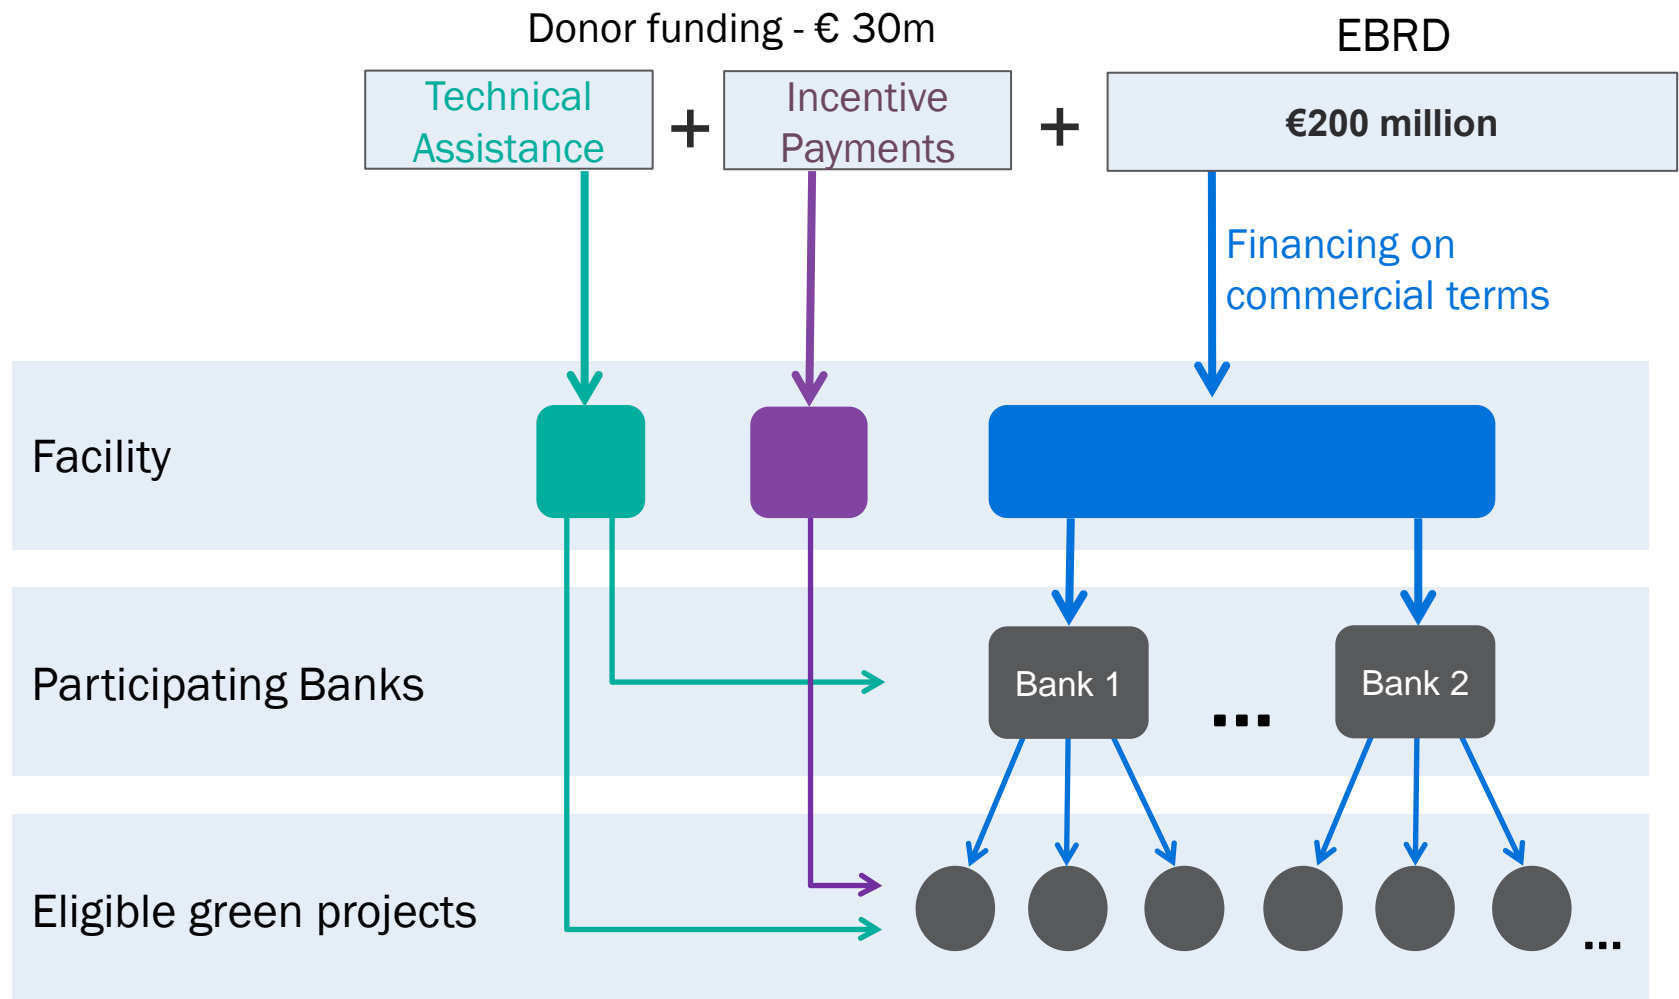 Donor funding - € 30m
EBRD
Technical
Assistance
+
Incentive
Payments
+
€200 million
Financing on
commercial terms
Facility
Participating Banks
Bank 1
...
Bank 2
Eligible green projects
...